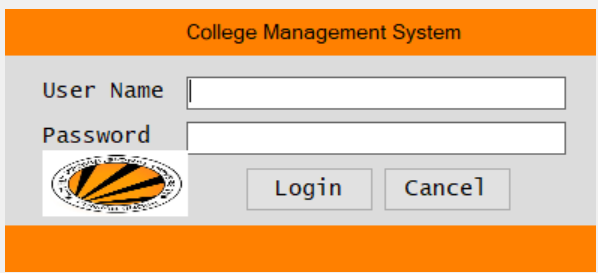 College Management System
User Name
Password
Login Cancel